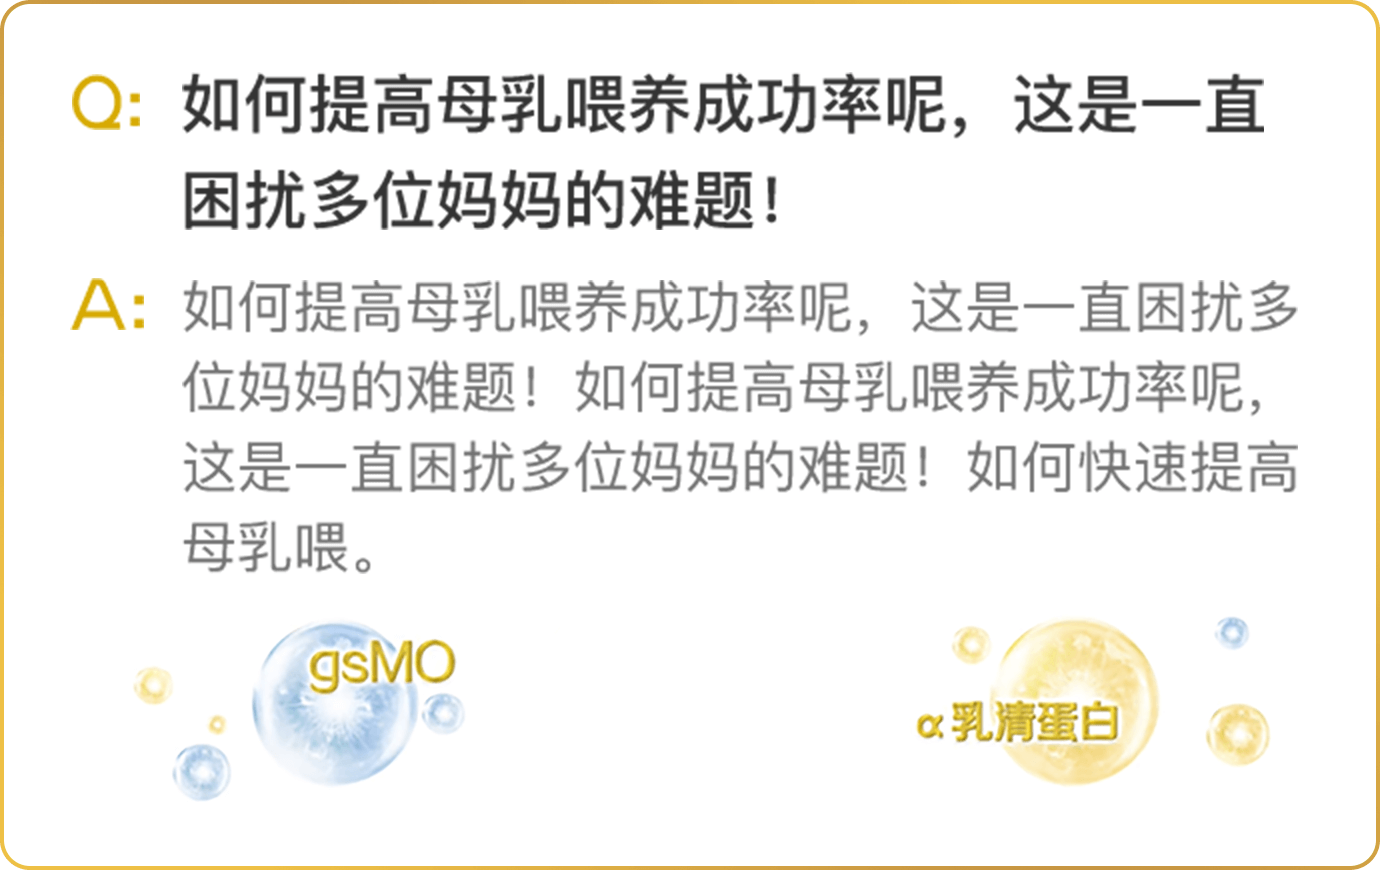 Q: 如何提高母乳喂养成功率呢，这是一直
困扰多位妈妈的难题！
A: 如何提高母乳喂养成功率呢，这是一直困扰多
位妈妈的难题！如何提高母乳喂养成功率呢，
这是一直困扰多位妈妈的难题！如何快速提高
母乳喂。
gsMO
α乳清蛋白